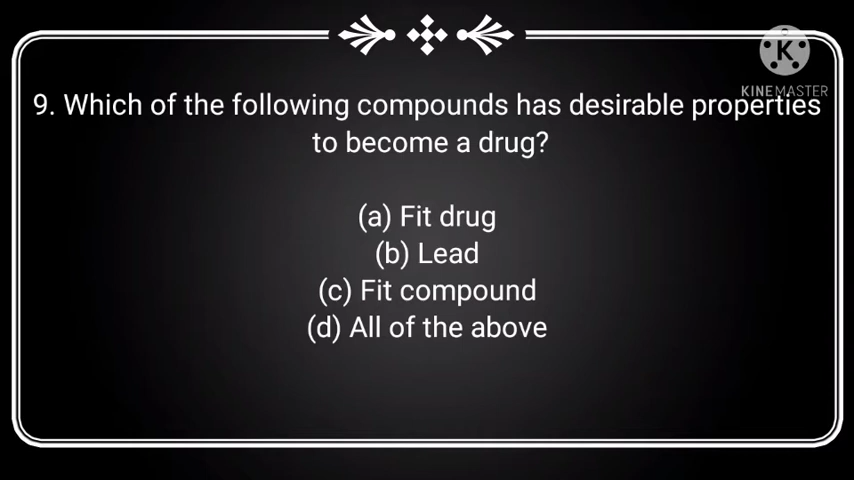 K
KINEMASTER
9. Which of the following compounds has desirable properties
to become a drug?
(a) Fit drug
(b) Lead
(c) Fit compound
(d) All of the above